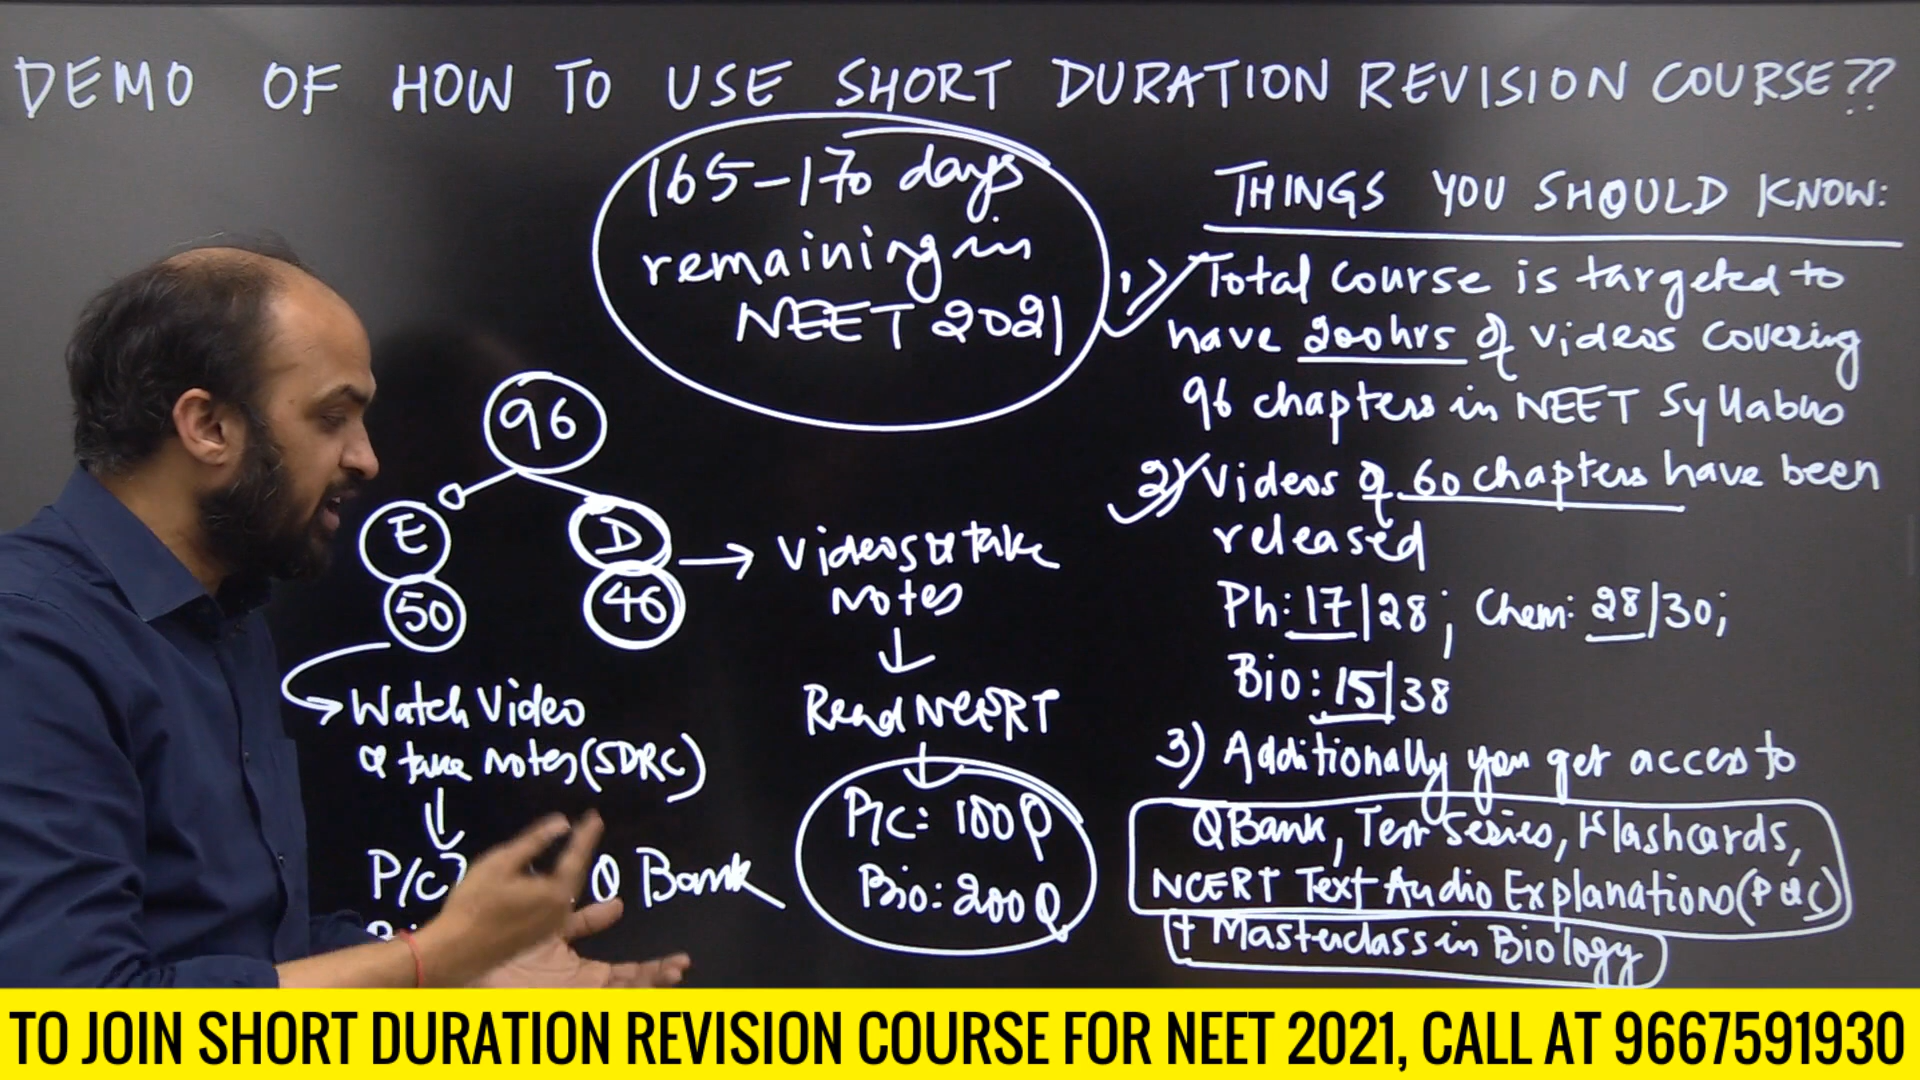 DEMO OF HOW TO USE SHORT DURATION REVISION COURSE??
165-170 days
remaining in
NEET 2021
THINGS YOU SHOULD KNOW:
1) Total course is targeted to
have 200hrs of videos covering
96 chapters in NEET Syllabus
2) Videos of 60 chapters have been
released
Ph: 17/28; Chem: 28/30;
Bio: 15/38
3) Additionally you get access to
QBank, Test Series, Flashcards,
NCERT Text Audio Explanations (P&C)
+ Masterclass in Biology
96
E
D
50
46
Watch Video
& take notes (SDRC)
P/C
Q Bank
Videos & take
notes
Read NCERT
P/C: 100Q
Bio: 200Q
TO JOIN SHORT DURATION REVISION COURSE FOR NEET 2021, CALL AT 9667591930